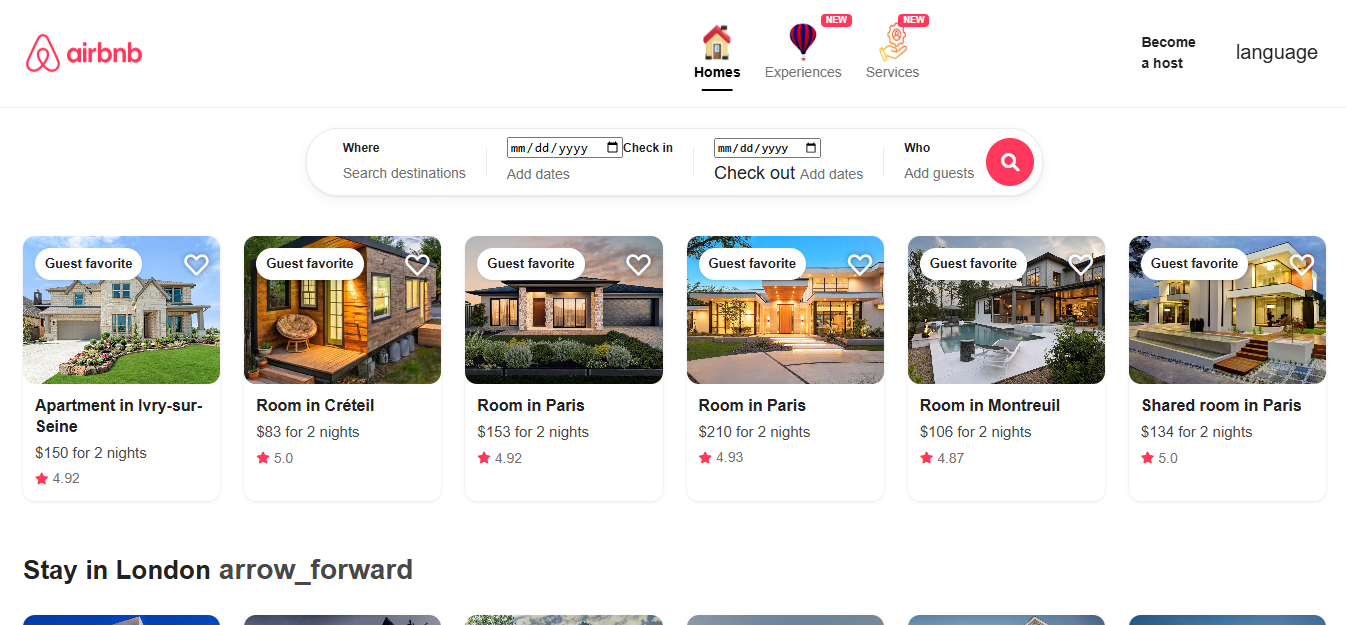 airbnb
Homes
NEW
Experiences
NEW
Services
Become
a host
language
Where
Search destinations
mm/dd/yyyy Check in
Add dates
mm/dd/yyyy
Check out Add dates
Who
Add guests
Guest favorite
Apartment in Ivry-sur-
Seine
$150 for 2 nights
4.92
Guest favorite
Room in Créteil
$83 for 2 nights
5.0
Guest favorite
Room in Paris
$153 for 2 nights
4.92
Guest favorite
Room in Paris
$210 for 2 nights
4.93
Guest favorite
Room in Montreuil
$106 for 2 nights
4.87
Guest favorite
Shared room in Paris
$134 for 2 nights
5.0
Stay in London arrow_forward